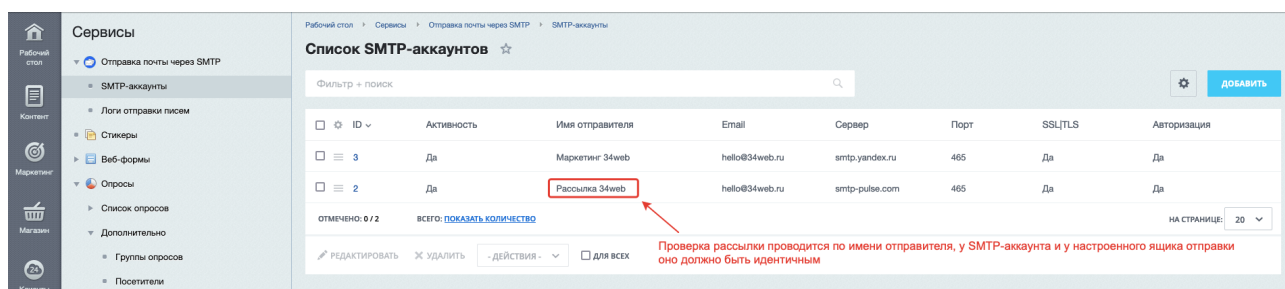 Рабочий стол
Контент
Маркетинг
Магазин
24
Сервисы
Отправка почты через SMTP
SMTP-аккаунты
Логи отправки писем
Стикеры
Веб-формы
Опросы
Список опросов
Дополнительно
Группы опросов
Посетители
Рабочий стол Сервисы Отправка почты через SMTP SMTP-аккаунты
Список SMTP-аккаунтов
Фильтр + поиск
ДОБАВИТЬ
ID Активность Имя отправителя Email Сервер Порт SSL|TLS Авторизация
3 Да Маркетинг 34web hello@34web.ru smtp.yandex.ru 465 Да Да
2 Да Рассылка 34web hello@34web.ru smtp-pulse.com 465 Да Да
ОТМЕЧЕНО: 0 / 2 ВСЕГО: ПОКАЗАТЬ КОЛИЧЕСТВО НА СТРАНИЦЕ: 20
РЕДАКТИРОВАТЬ УДАЛИТЬ - ДЕЙСТВИЯ - ДЛЯ ВСЕХ
Проверка рассылки проводится по имени отправителя, у SMTP-аккаунта и у настроенного ящика отправки
оно должно быть идентичным